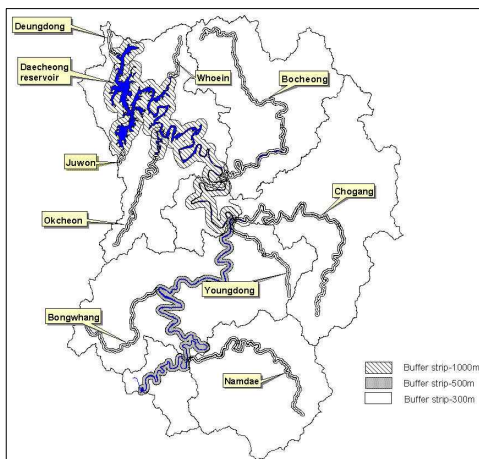 Deungdong
Daecheong
reservoir
Whoein
Bocheong
Juwon
Chogang
Okcheon
Youngdong
Bongwhang
Namdae
Buffer strip-1000m
Buffer strip-500m
Buffer strip-300m